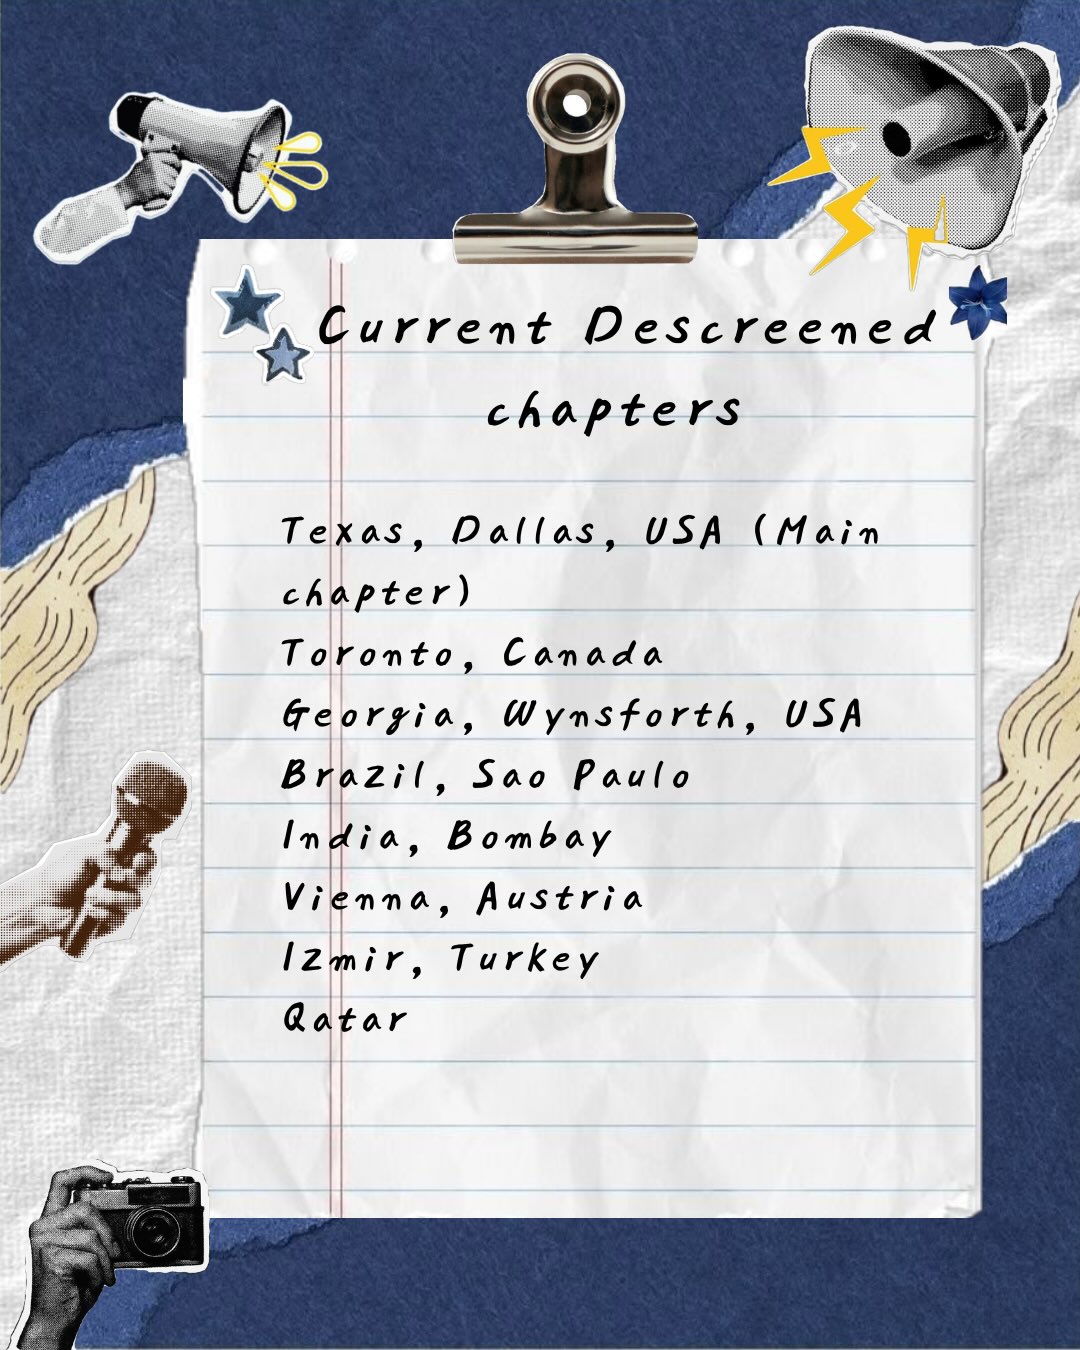 Current Descreened
chapters
Texas, Dallas, USA (Main
chapter)
Toronto, Canada
Georgia, Wynsforth, USA
Brazil, Sao Paulo
India, Bombay
Vienna, Austria
Izmir, Turkey
Qatar